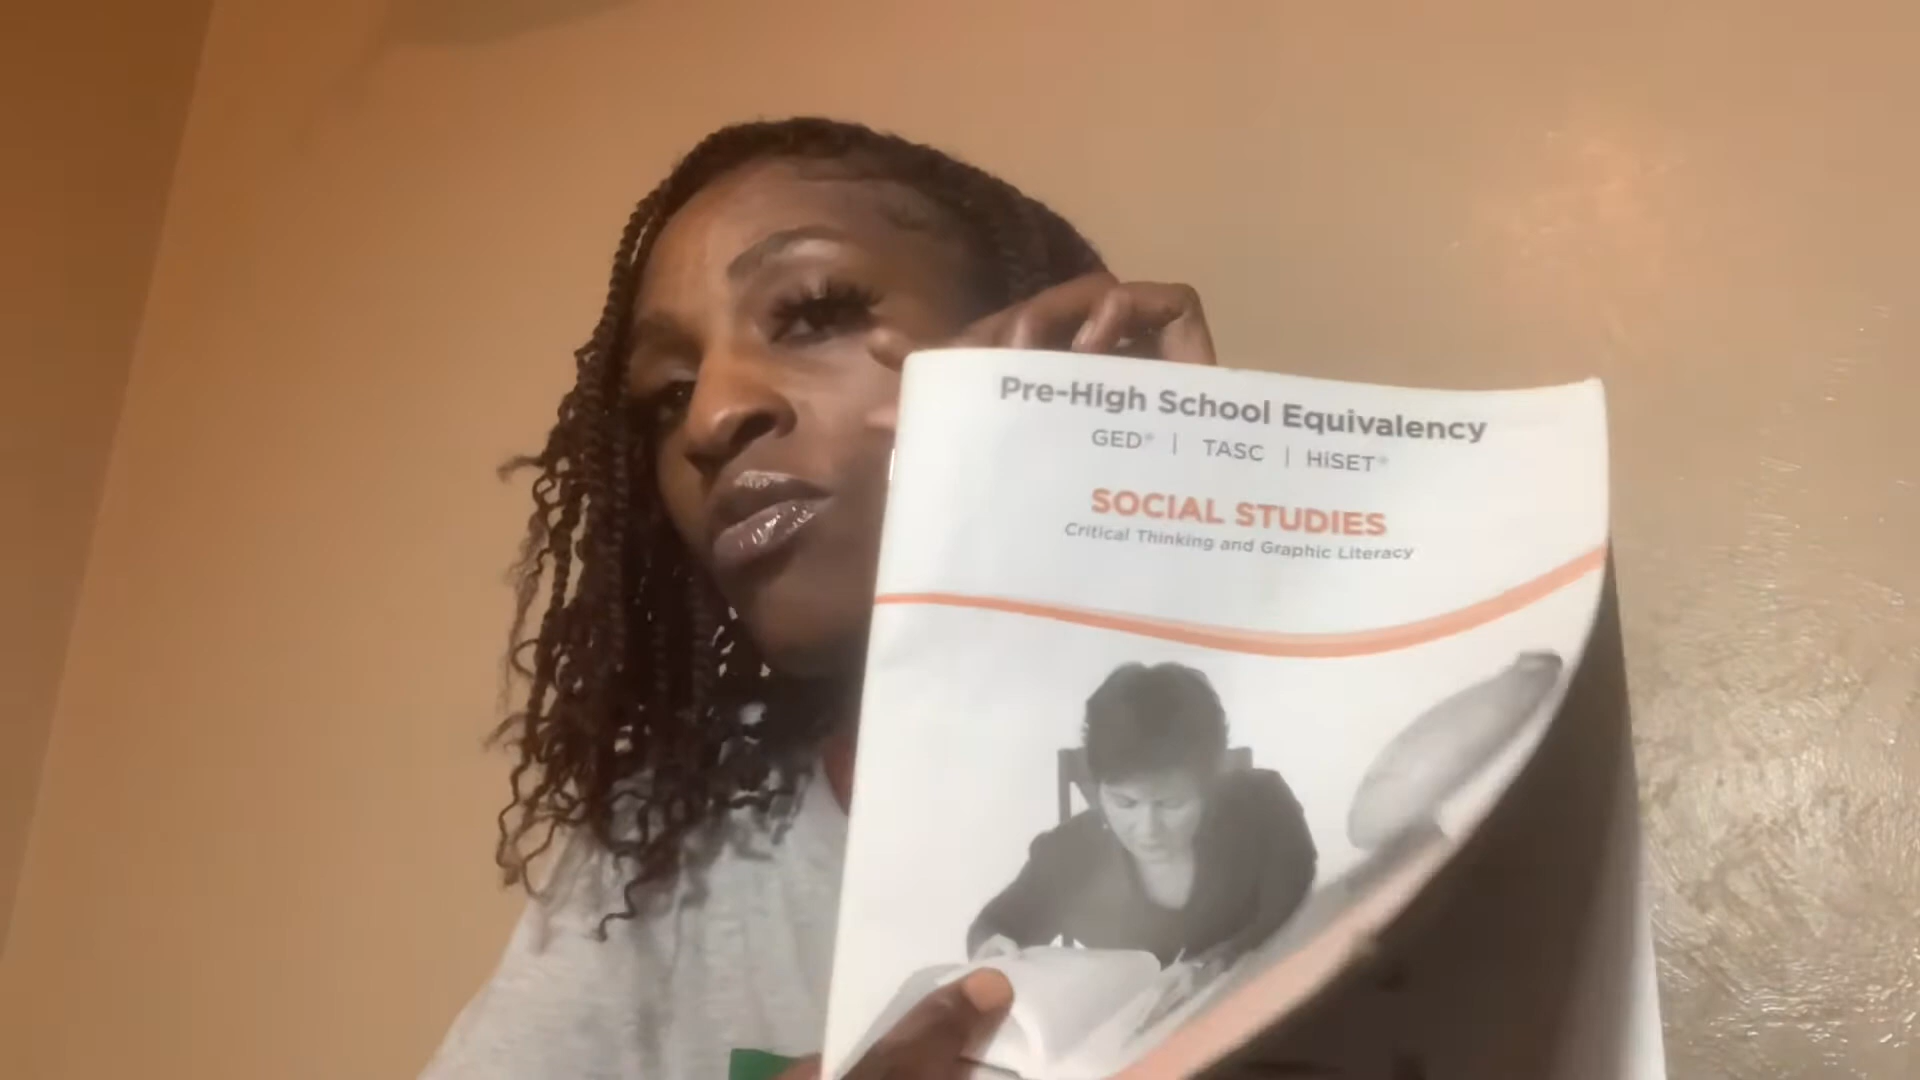 Pre-High School Equivalency
GED® | TASC | HiSET®
SOCIAL STUDIES
Critical Thinking and Graphic Literacy